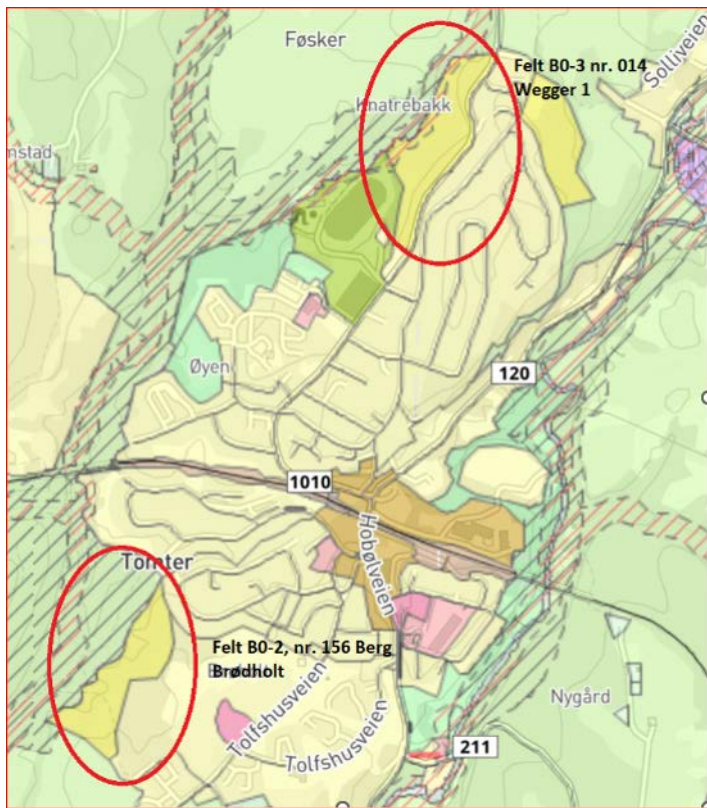 Føsker
Felt B0-3 nr. 014
Wegger 1
Solliveien
Knatrebakk
mstad
Øyen
120
1010
Hobølveien
Tomter
Felt B0-2, nr. 156 Berg
Brødholt
Tolfshusveien
Tolfshusveien
Nygård
211